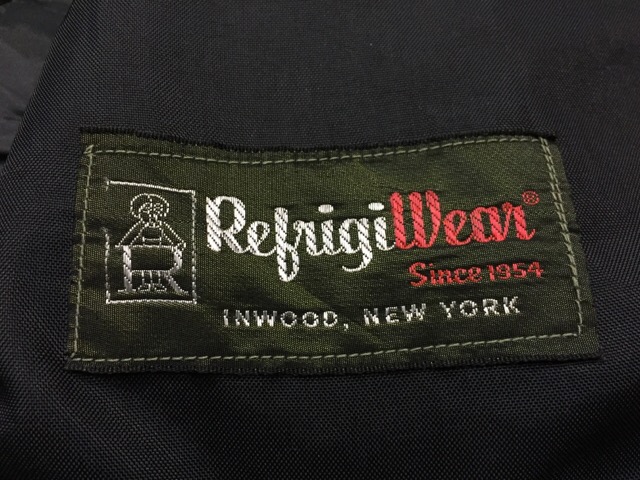 RefrigiWear®
Since 1954
INWOOD, NEW YORK
R